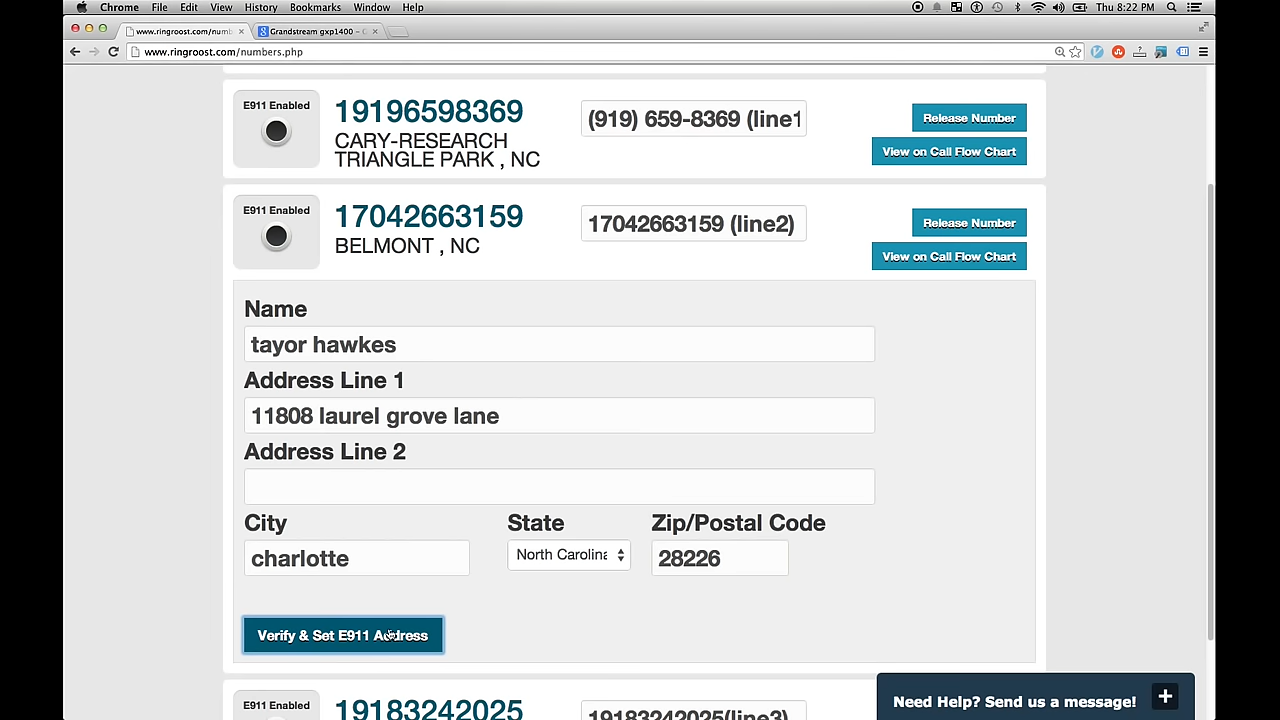 Chrome File Edit View History Bookmarks Window Help Thu 8:22 PM
www.ringroost.com/numb Grandstream gxp1400 –
www.ringroost.com/numbers.php
E911 Enabled
19196598369
CARY-RESEARCH
TRIANGLE PARK , NC
(919) 659-8369 (line1
Release Number
View on Call Flow Chart
E911 Enabled
17042663159
BELMONT , NC
17042663159 (line2)
Release Number
View on Call Flow Chart
Name
tayor hawkes
Address Line 1
11808 laurel grove lane
Address Line 2
City State Zip/Postal Code
charlotte North Carolina 28226
Verify & Set E911 Address
E911 Enabled
19183242025
19183242025(line3)
Need Help? Send us a message!